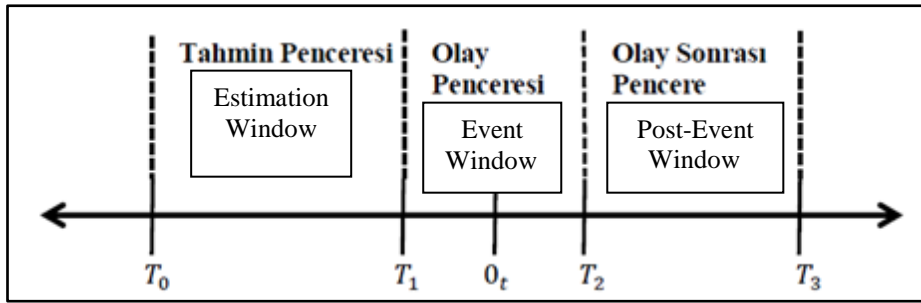 Tahmin Penceresi
Estimation
Window
Olay
Penceresi
Event
Window
Olay Sonrası
Pencere
Post-Event
Window
T₀
T₁
0ₜ
T₂
T₃